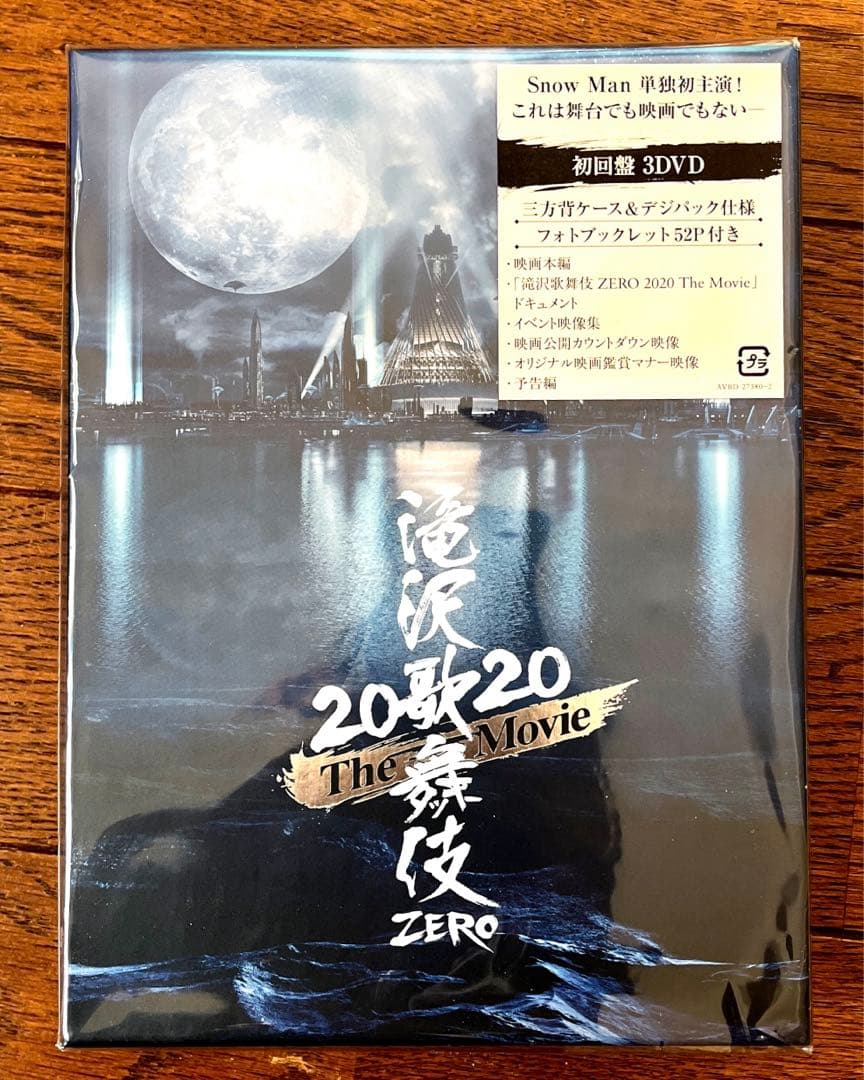 Snow Man 単独初主演!
これは舞台でも映画でもない—
初回盤 3DVD
三方背ケース&デジパック仕様
フォトブックレット52P付き
・映画本編
・「滝沢歌舞伎 ZERO 2020 The Movie」
ドキュメント
・イベント映像集
・映画公開カウントダウン映像
・オリジナル映画鑑賞マナー映像
・予告編
プラ
AVBD-27380~2
滝沢歌舞伎
2020
The Movie
ZERO